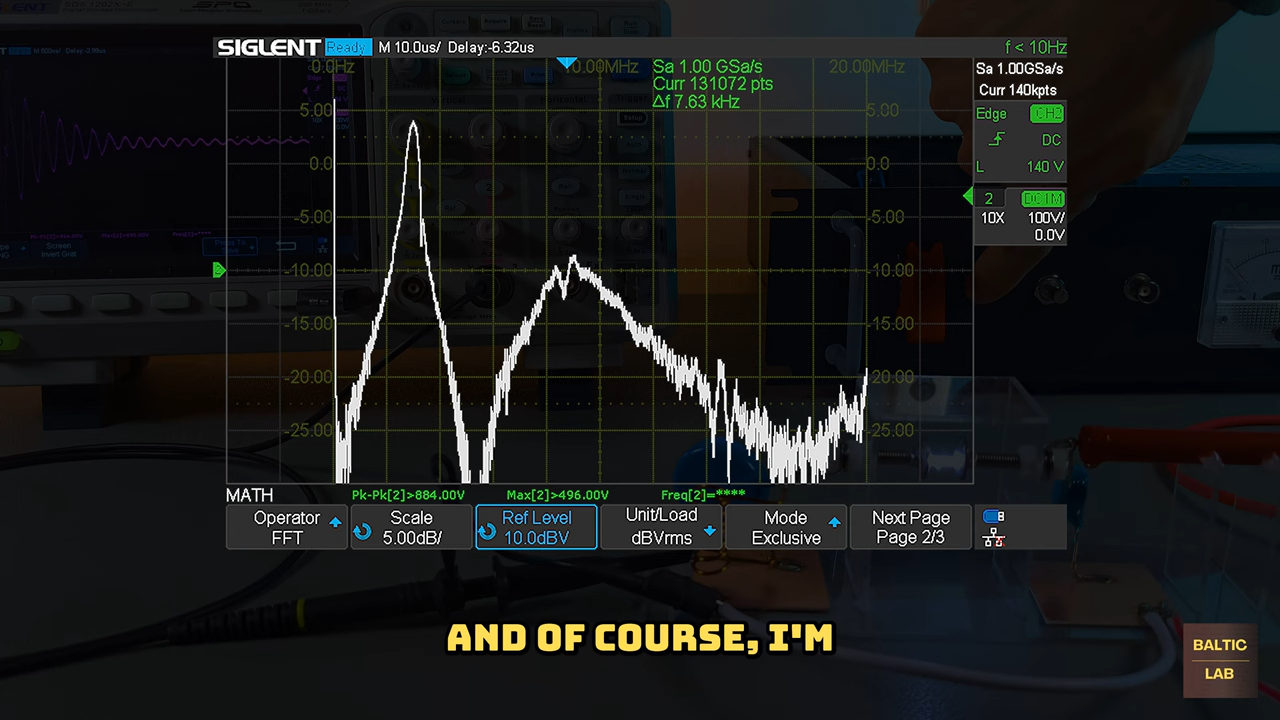 SIGLENT Ready M 10.0us/ Delay:-6.32us f < 10Hz
0.0Hz 10.00MHz Sa 1.00 GSa/s 20.00MHz Sa 1.00GSa/s
Curr 131072 pts Curr 140kpts
Δf 7.63 kHz
5.00 5.00 Edge CH2
DC
0.0 0.0 L 140 V
-5.00 -5.00 2 DC1M
10X 100V/
0.0V
-10.00 -10.00
-15.00 -15.00
-20.00 -20.00
-25.00 -25.00
MATH Pk-Pk[2]>884.00V Max[2]>496.00V Freq[2]=****
Operator Scale Ref Level Unit/Load Mode Next Page
FFT 5.00dB/ 10.0dBV dBVrms Exclusive Page 2/3
AND OF COURSE, I'M
BALTIC
LAB